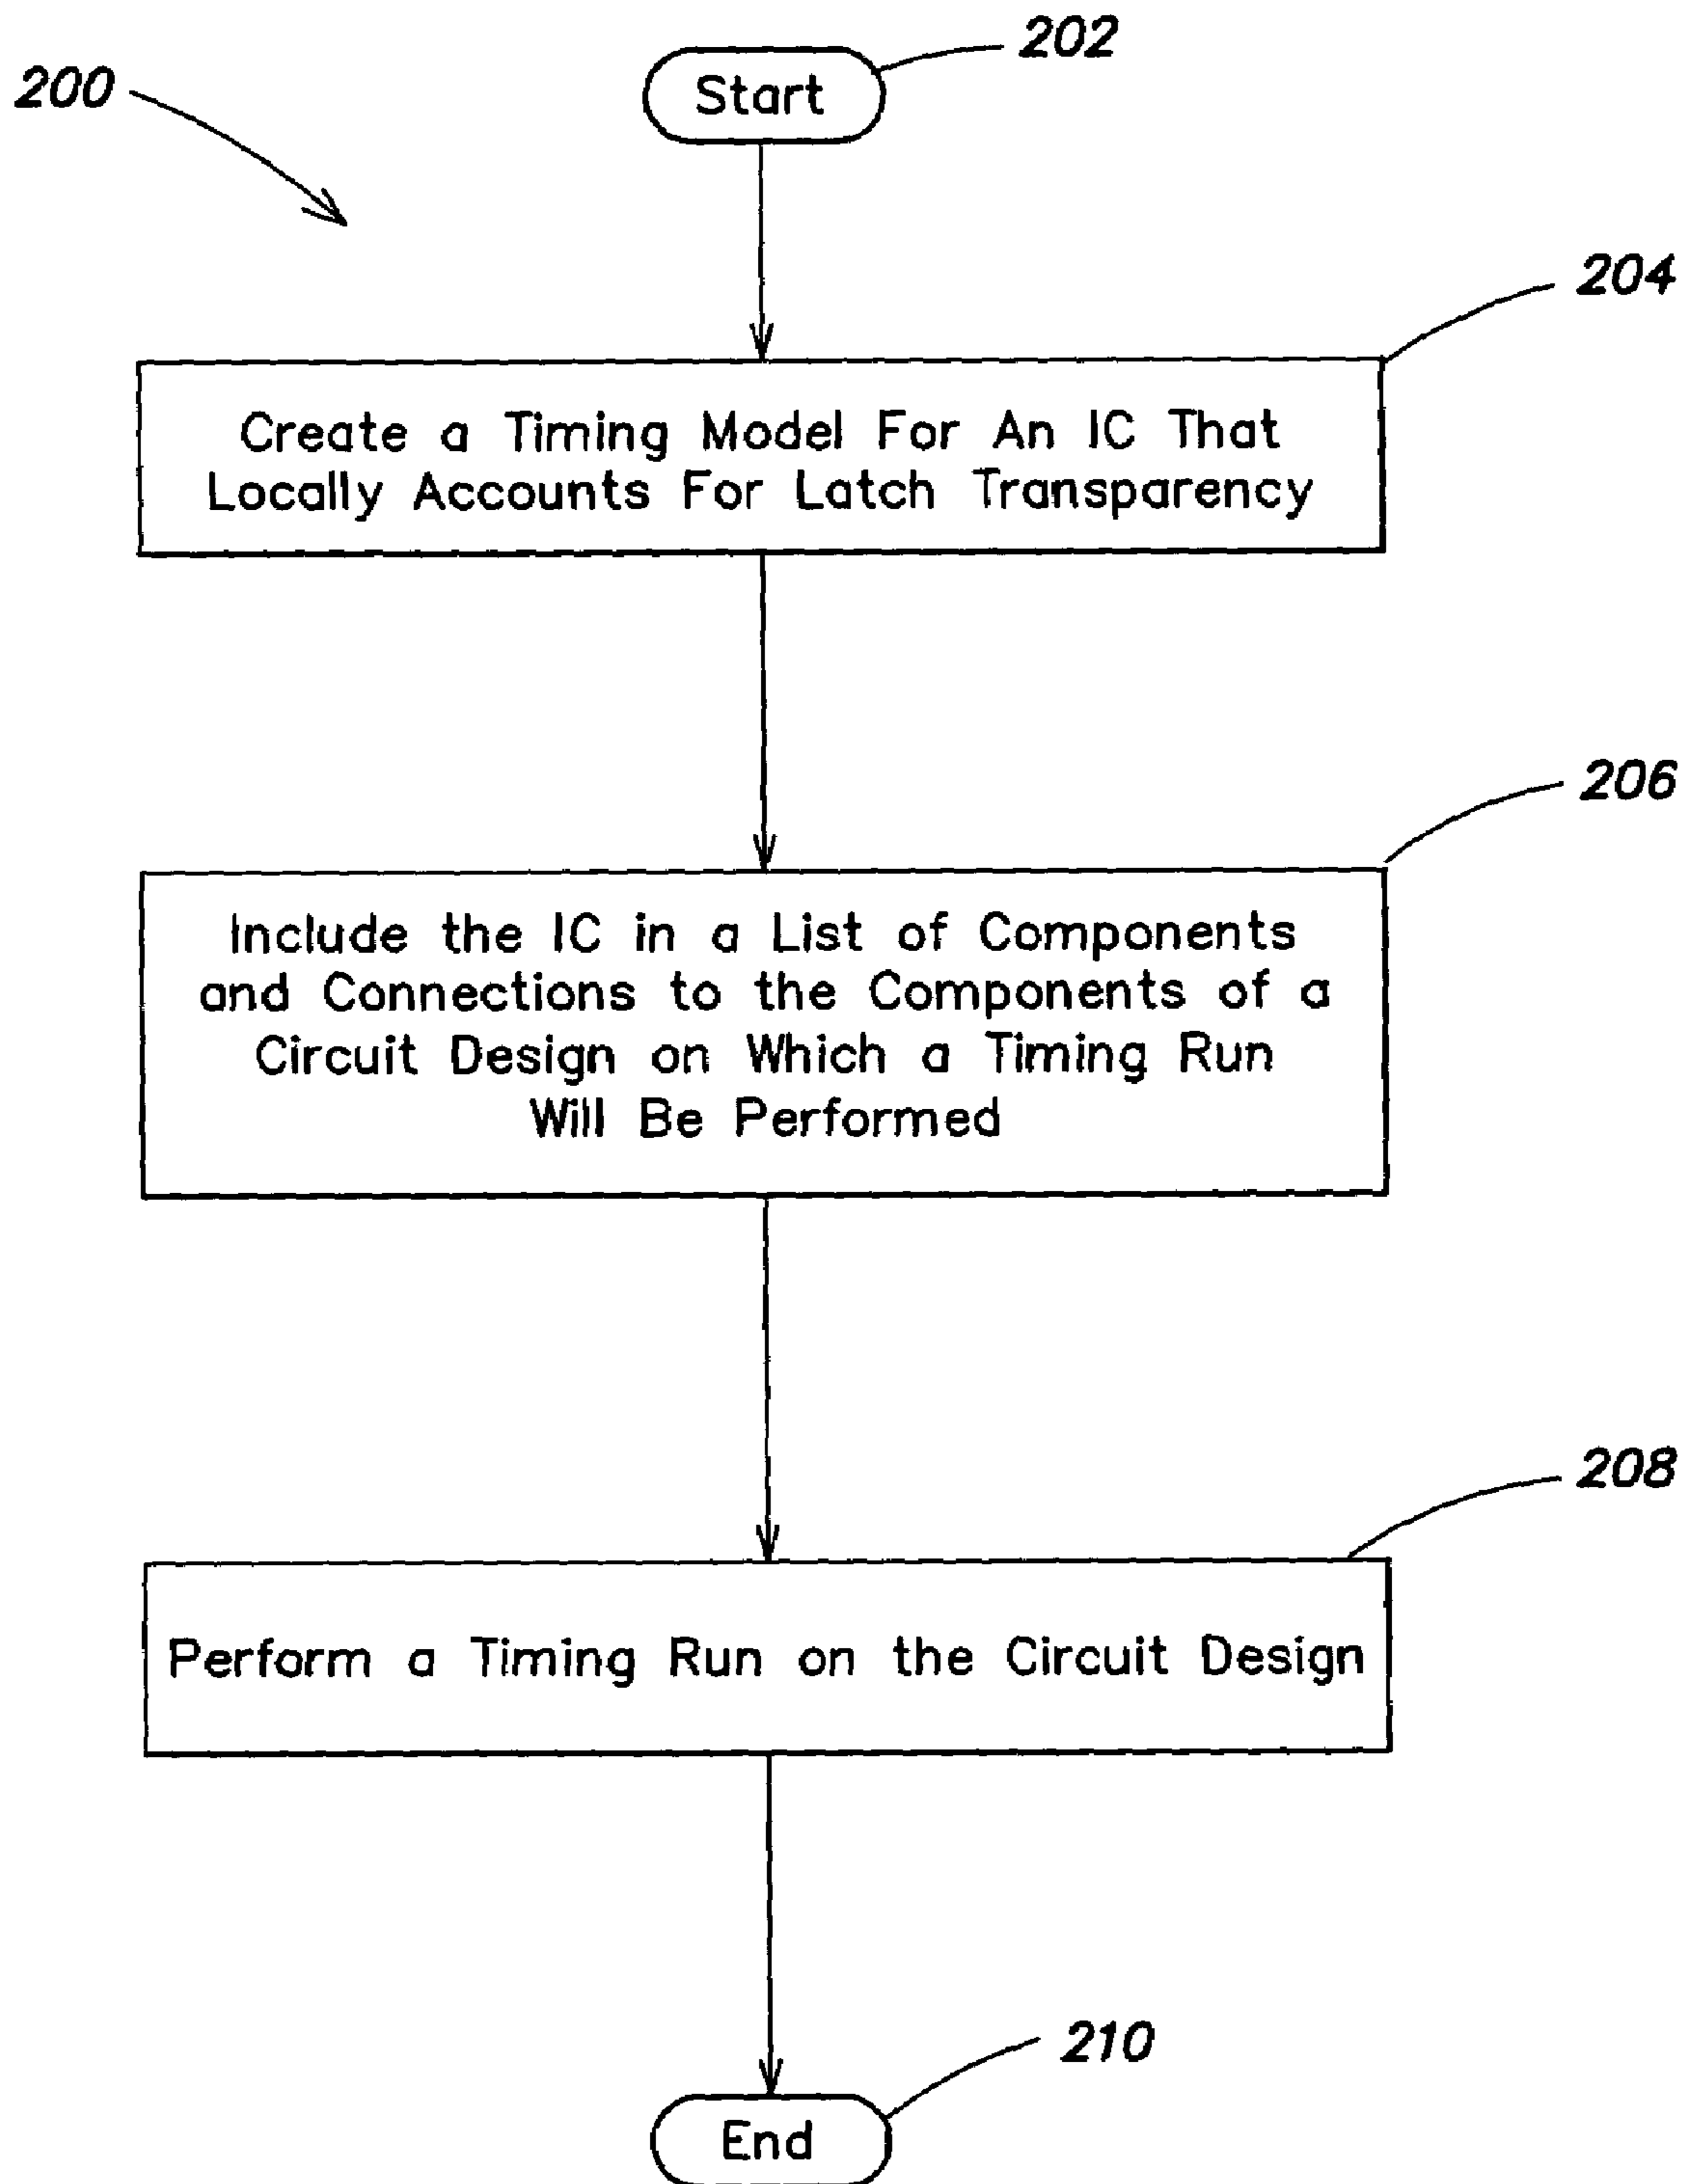 202
200
Start
204
Create a Timing Model For An IC That
Locally Accounts For Latch Transparency
206
Include the IC in a List of Components
and Connections to the Components of a
Circuit Design on Which a Timing Run
Will Be Performed
208
Perform a Timing Run on the Circuit Design
210
End